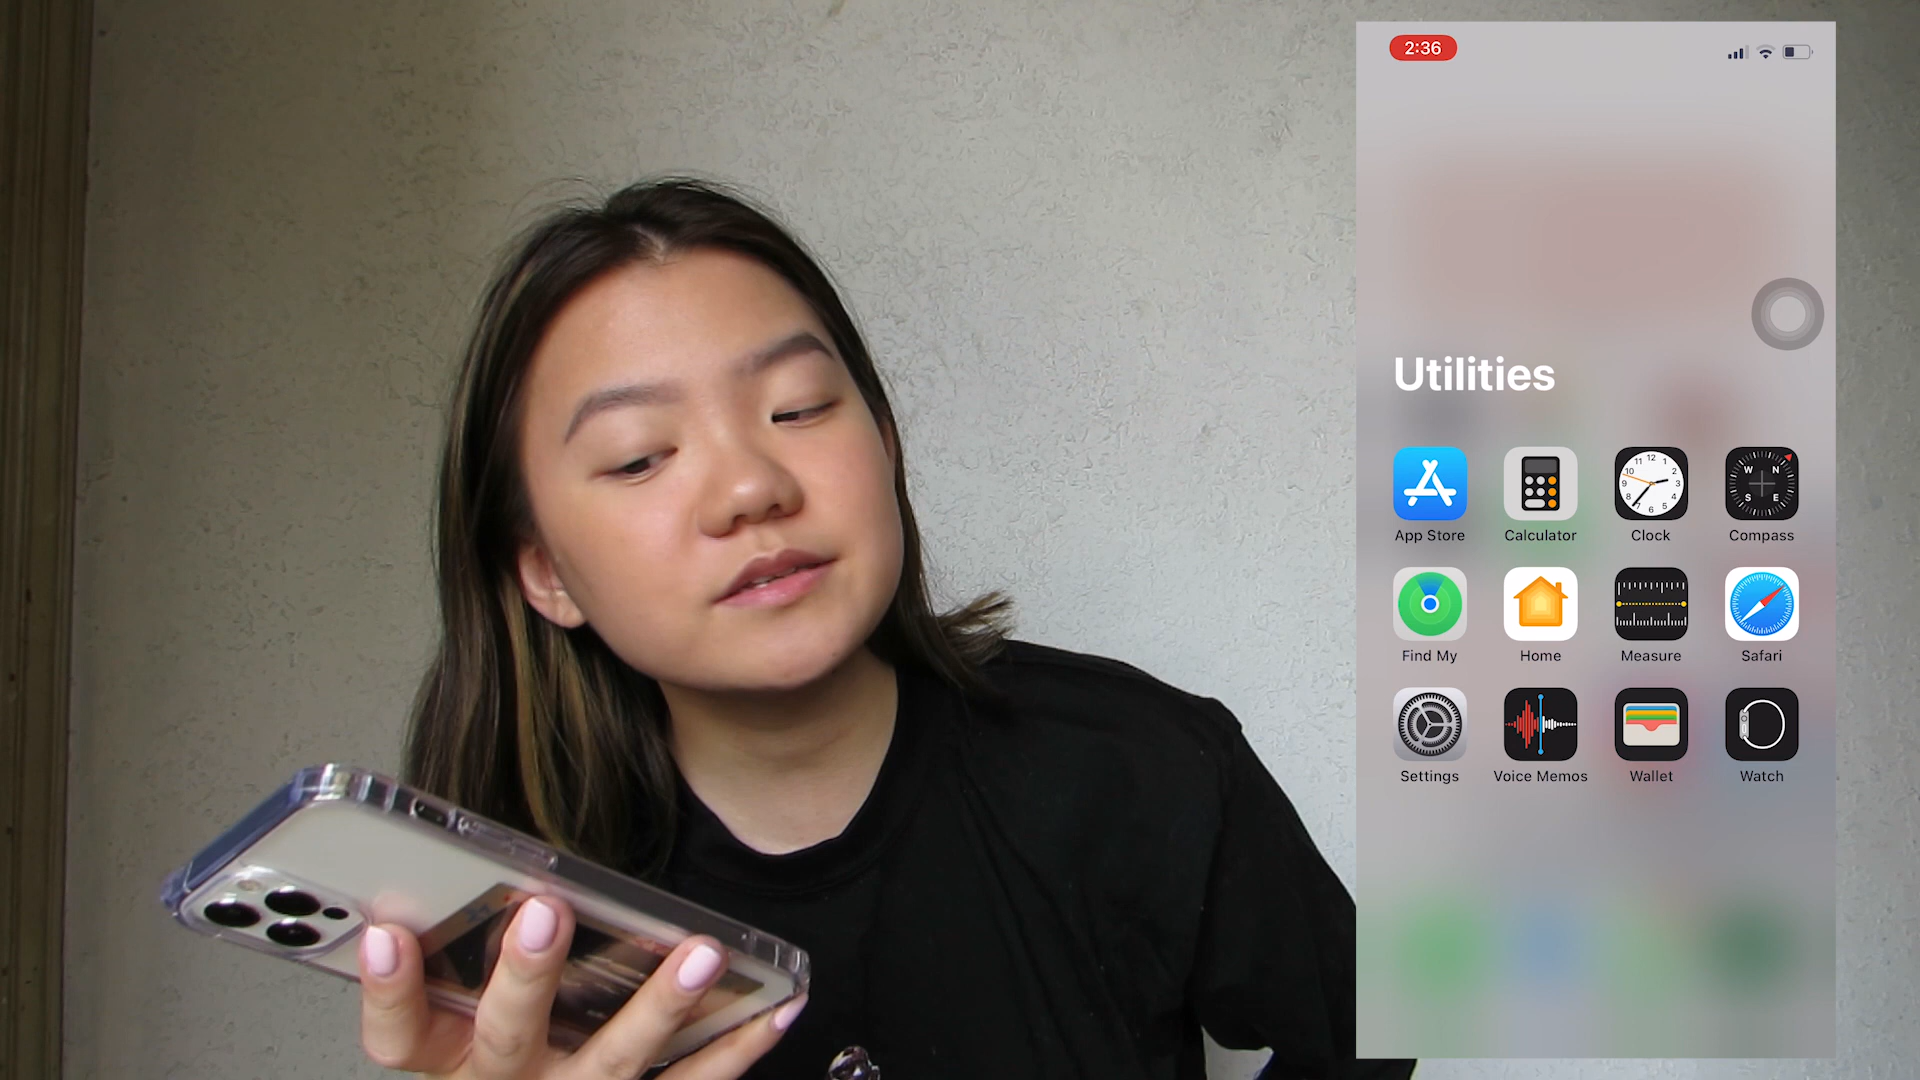 2:36
Utilities
App Store
Calculator
Clock
Compass
Find My
Home
Measure
Safari
Settings
Voice Memos
Wallet
Watch